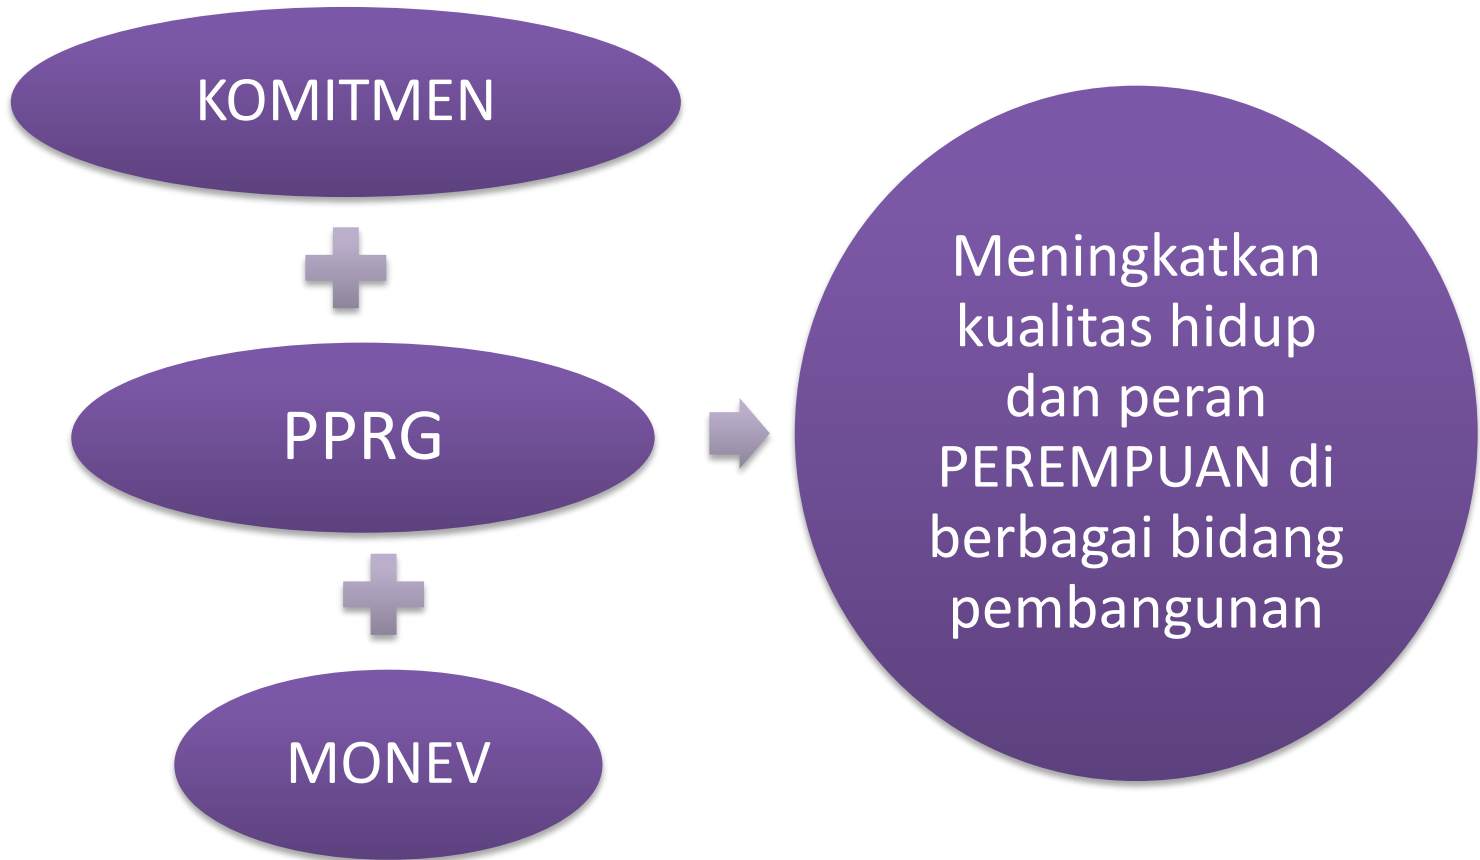 KOMITMEN
PPRG
MONEV
Meningkatkan
kualitas hidup
dan peran
PEREMPUAN di
berbagai bidang
pembangunan